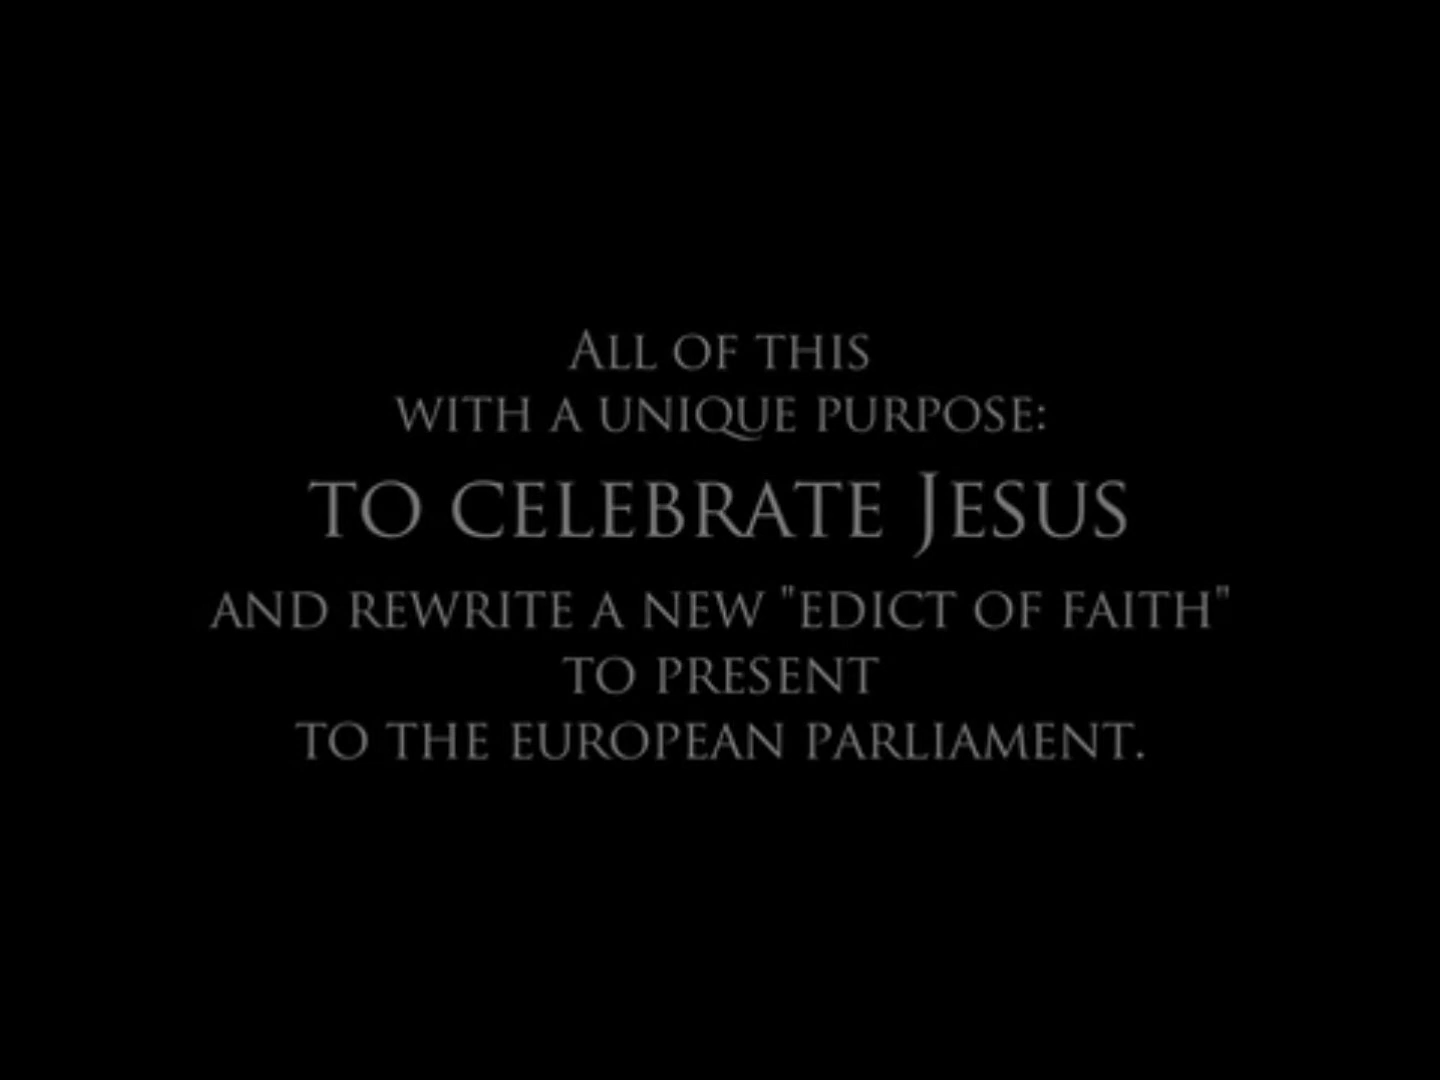 All of this
with a unique purpose:
to celebrate Jesus
and rewrite a new "edict of faith"
to present
to the european parliament.